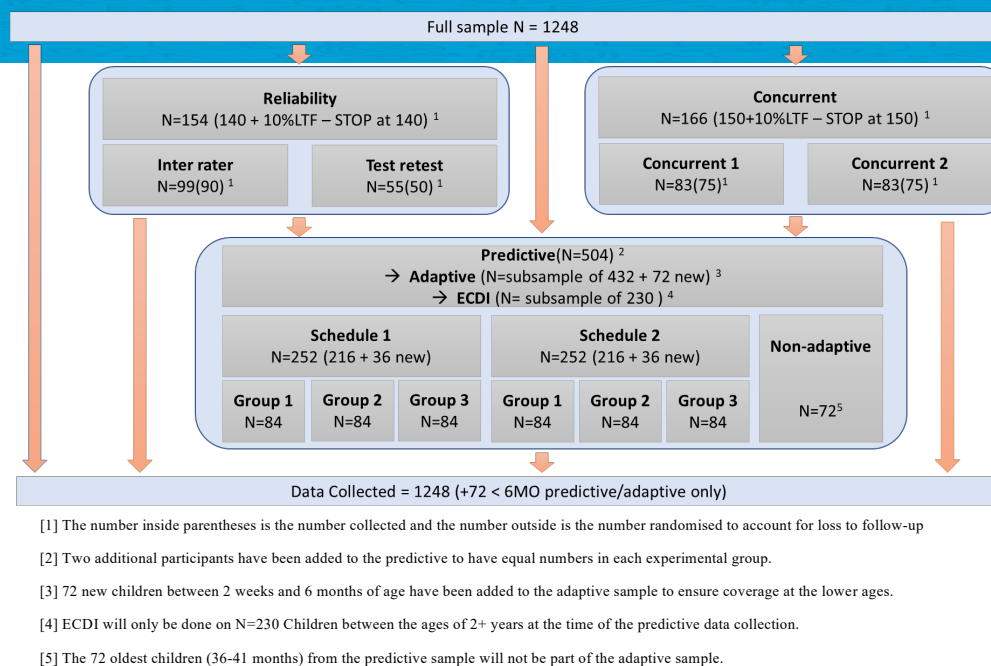 Full sample N = 1248
Reliability
N=154 (140 + 10%LTF – STOP at 140) 1
Inter rater
N=99(90) 1
Test retest
N=55(50) 1
Concurrent
N=166 (150+10%LTF – STOP at 150) 1
Concurrent 1
N=83(75)1
Concurrent 2
N=83(75) 1
Predictive(N=504) 2
→ Adaptive (N=subsample of 432 + 72 new) 3
→ ECDI (N= subsample of 230 ) 4
Schedule 1
N=252 (216 + 36 new)
Schedule 2
N=252 (216 + 36 new)
Non-adaptive
N=725
Group 1
N=84
Group 2
N=84
Group 3
N=84
Group 1
N=84
Group 2
N=84
Group 3
N=84
Data Collected = 1248 (+72 < 6MO predictive/adaptive only)
[1] The number inside parentheses is the number collected and the number outside is the number randomised to account for loss to follow-up
[2] Two additional participants have been added to the predictive to have equal numbers in each experimental group.
[3] 72 new children between 2 weeks and 6 months of age have been added to the adaptive sample to ensure coverage at the lower ages.
[4] ECDI will only be done on N=230 Children between the ages of 2+ years at the time of the predictive data collection.
[5] The 72 oldest children (36-41 months) from the predictive sample will not be part of the adaptive sample.